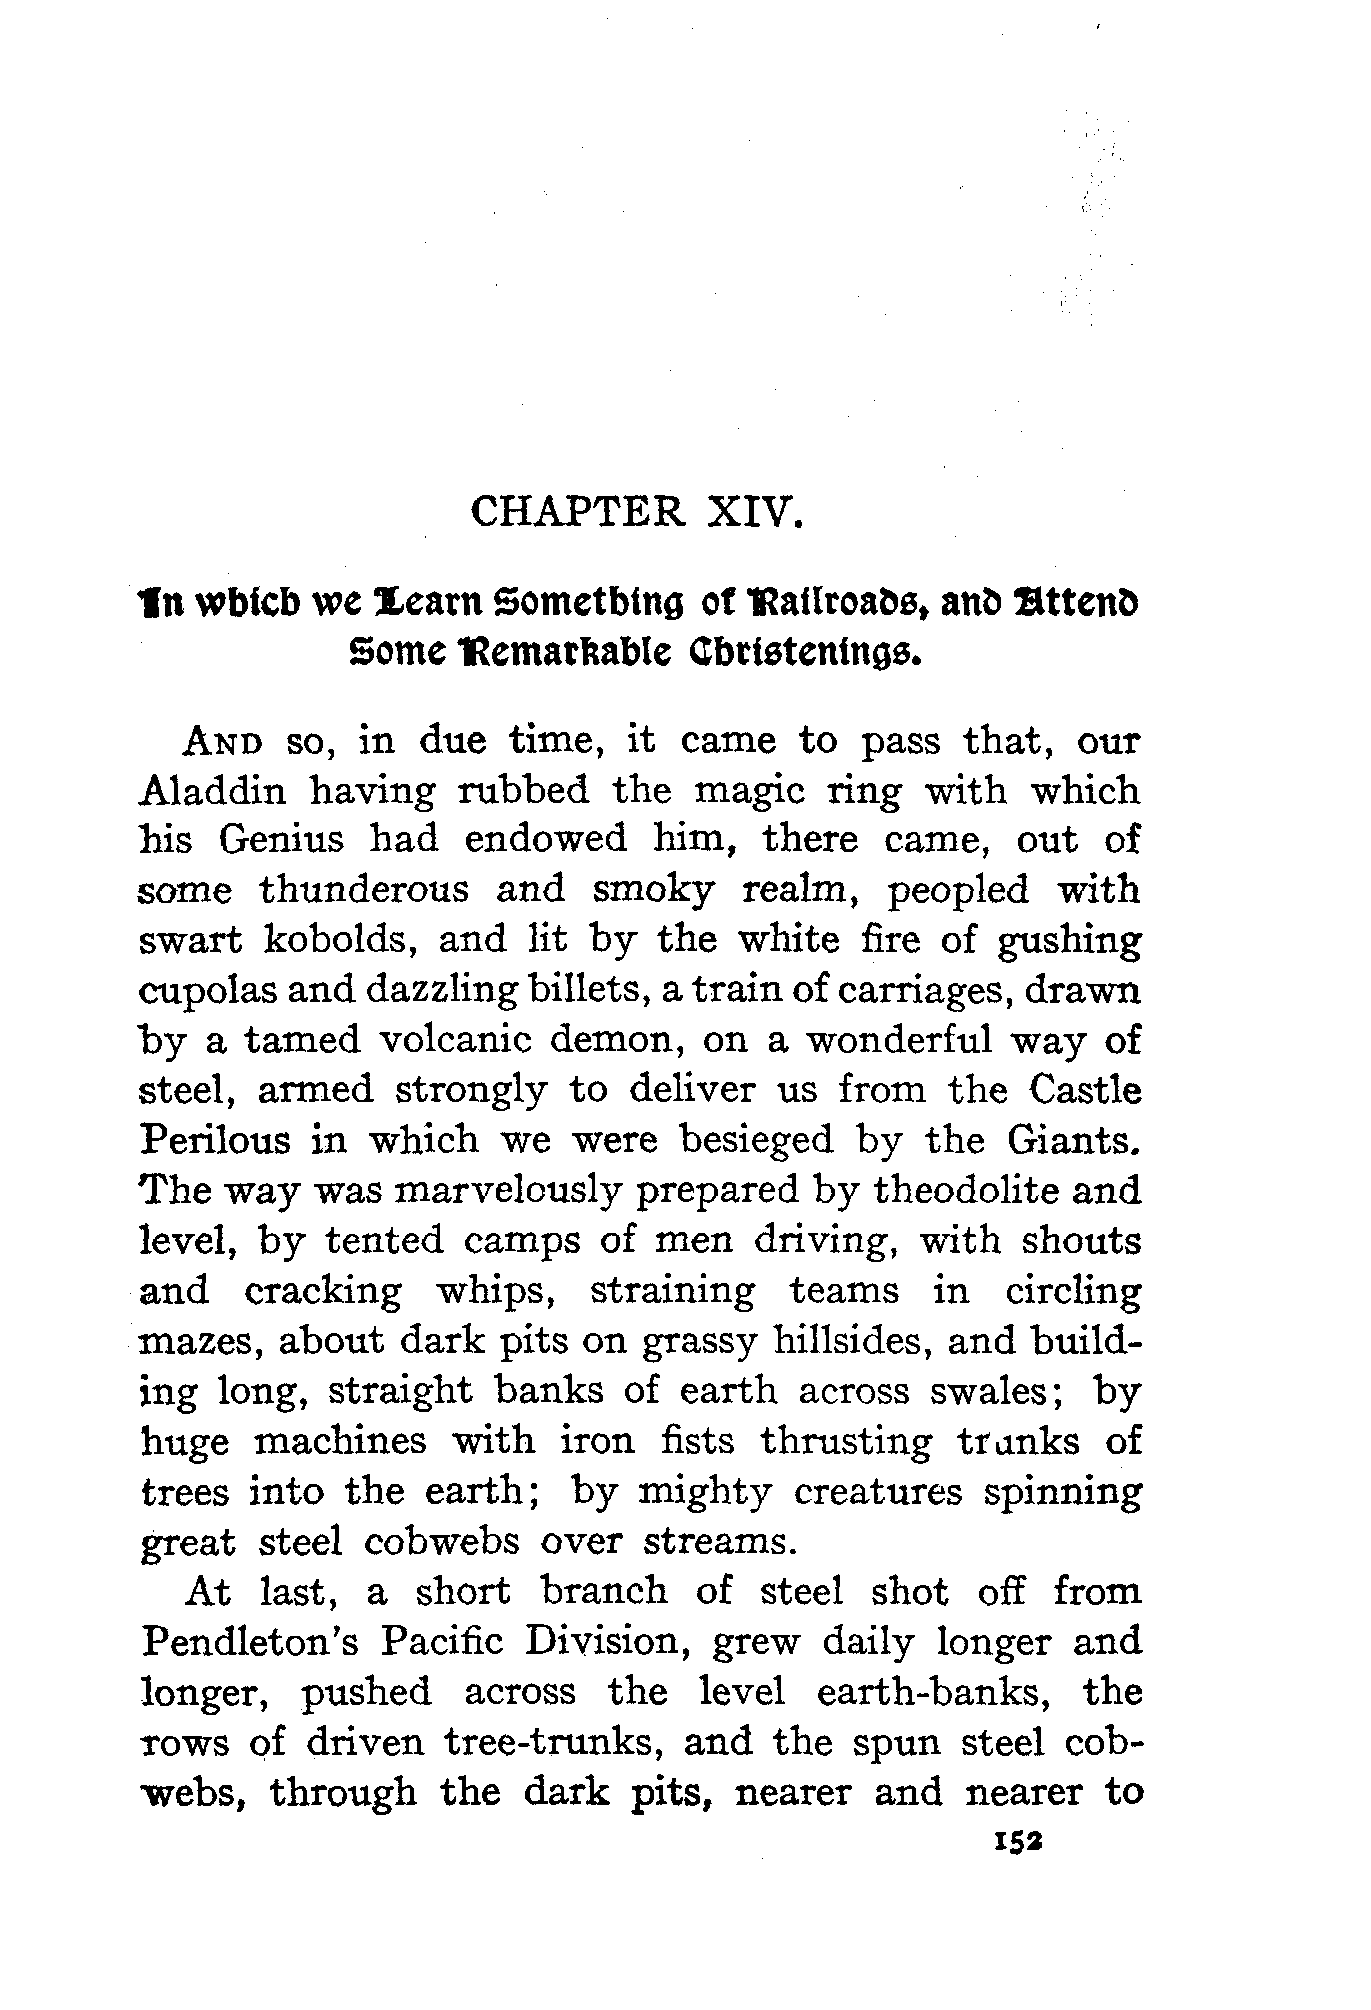 CHAPTER XIV.
In which we Learn Something of Railroads, and Attend
Some Remarkable Christenings.
AND so, in due time, it came to pass that, our
Aladdin having rubbed the magic ring with which
his Genius had endowed him, there came, out of
some thunderous and smoky realm, peopled with
swart kobolds, and lit by the white fire of gushing
cupolas and dazzling billets, a train of carriages, drawn
by a tamed volcanic demon, on a wonderful way of
steel, armed strongly to deliver us from the Castle
Perilous in which we were besieged by the Giants.
The way was marvelously prepared by theodolite and
level, by tented camps of men driving, with shouts
and cracking whips, straining teams in circling
mazes, about dark pits on grassy hillsides, and build-
ing long, straight banks of earth across swales; by
huge machines with iron fists thrusting trunks of
trees into the earth; by mighty creatures spinning
great steel cobwebs over streams.
At last, a short branch of steel shot off from
Pendleton's Pacific Division, grew daily longer and
longer, pushed across the level earth-banks, the
rows of driven tree-trunks, and the spun steel cob-
webs, through the dark pits, nearer and nearer to
152